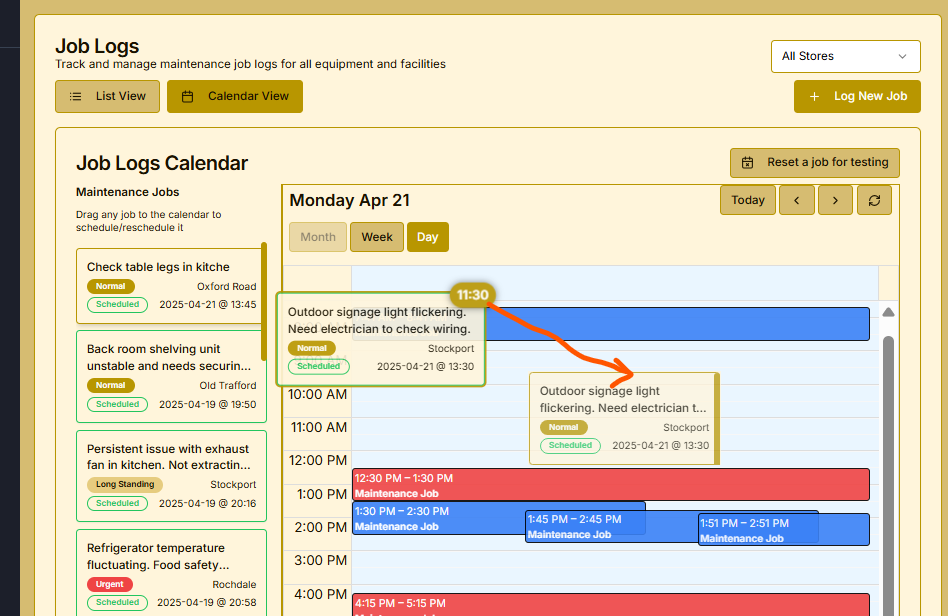 Job Logs
Track and manage maintenance job logs for all equipment and facilities
All Stores
List View
Calendar View
Log New Job
Job Logs Calendar
Reset a job for testing
Maintenance Jobs
Drag any job to the calendar to
schedule/reschedule it
Check table legs in kitche
Normal
Oxford Road
Scheduled
2025-04-21 @ 13:45
Back room shelving unit
unstable and needs securin...
Normal
Old Trafford
Scheduled
2025-04-19 @ 19:50
Persistent issue with exhaust
fan in kitchen. Not extractin...
Long Standing
Stockport
Scheduled
2025-04-19 @ 20:16
Refrigerator temperature
fluctuating. Food safety...
Urgent
Rochdale
Scheduled
2025-04-19 @ 20:58
Monday Apr 21
Today
Month
Week
Day
11:30
Outdoor signage light flickering.
Need electrician to check wiring.
Normal
Stockport
Scheduled
2025-04-21 @ 13:30
Outdoor signage light
flickering. Need electrician t...
Normal
Stockport
Scheduled
2025-04-21 @ 13:30
10:00 AM
11:00 AM
12:00 PM
12:30 PM – 1:30 PM
Maintenance Job
1:00 PM
1:30 PM – 2:30 PM
Maintenance Job
1:45 PM – 2:45 PM
Maintenance Job
1:51 PM – 2:51 PM
Maintenance Job
2:00 PM
3:00 PM
4:00 PM
4:15 PM – 5:15 PM